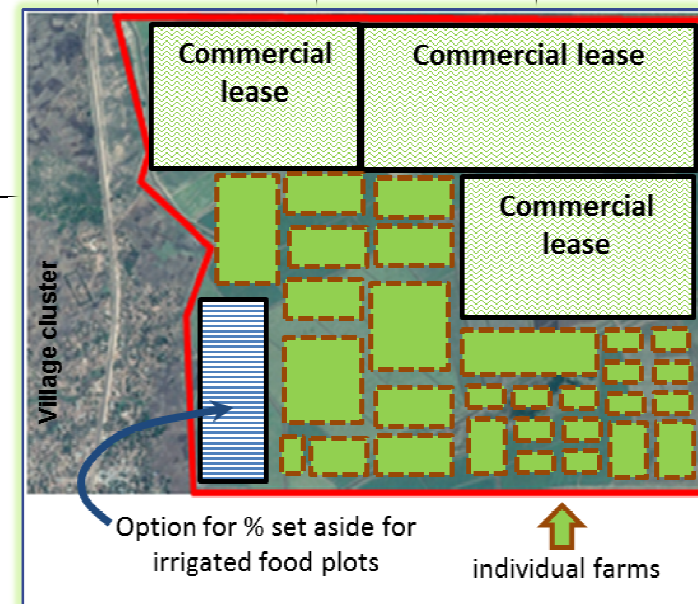 Commercial
lease
Commercial lease
Commercial
lease
Village cluster
Option for % set aside for
irrigated food plots
individual farms